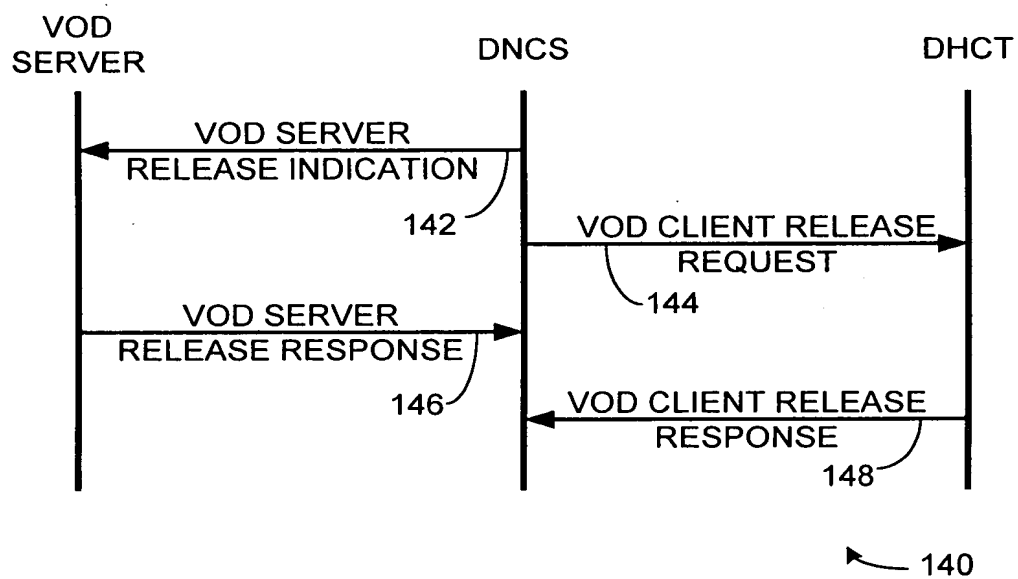 VOD
SERVER
DNCS
DHCT
VOD SERVER
RELEASE INDICATION
142
VOD CLIENT RELEASE
REQUEST
144
VOD SERVER
RELEASE RESPONSE
146
VOD CLIENT RELEASE
RESPONSE
148
140